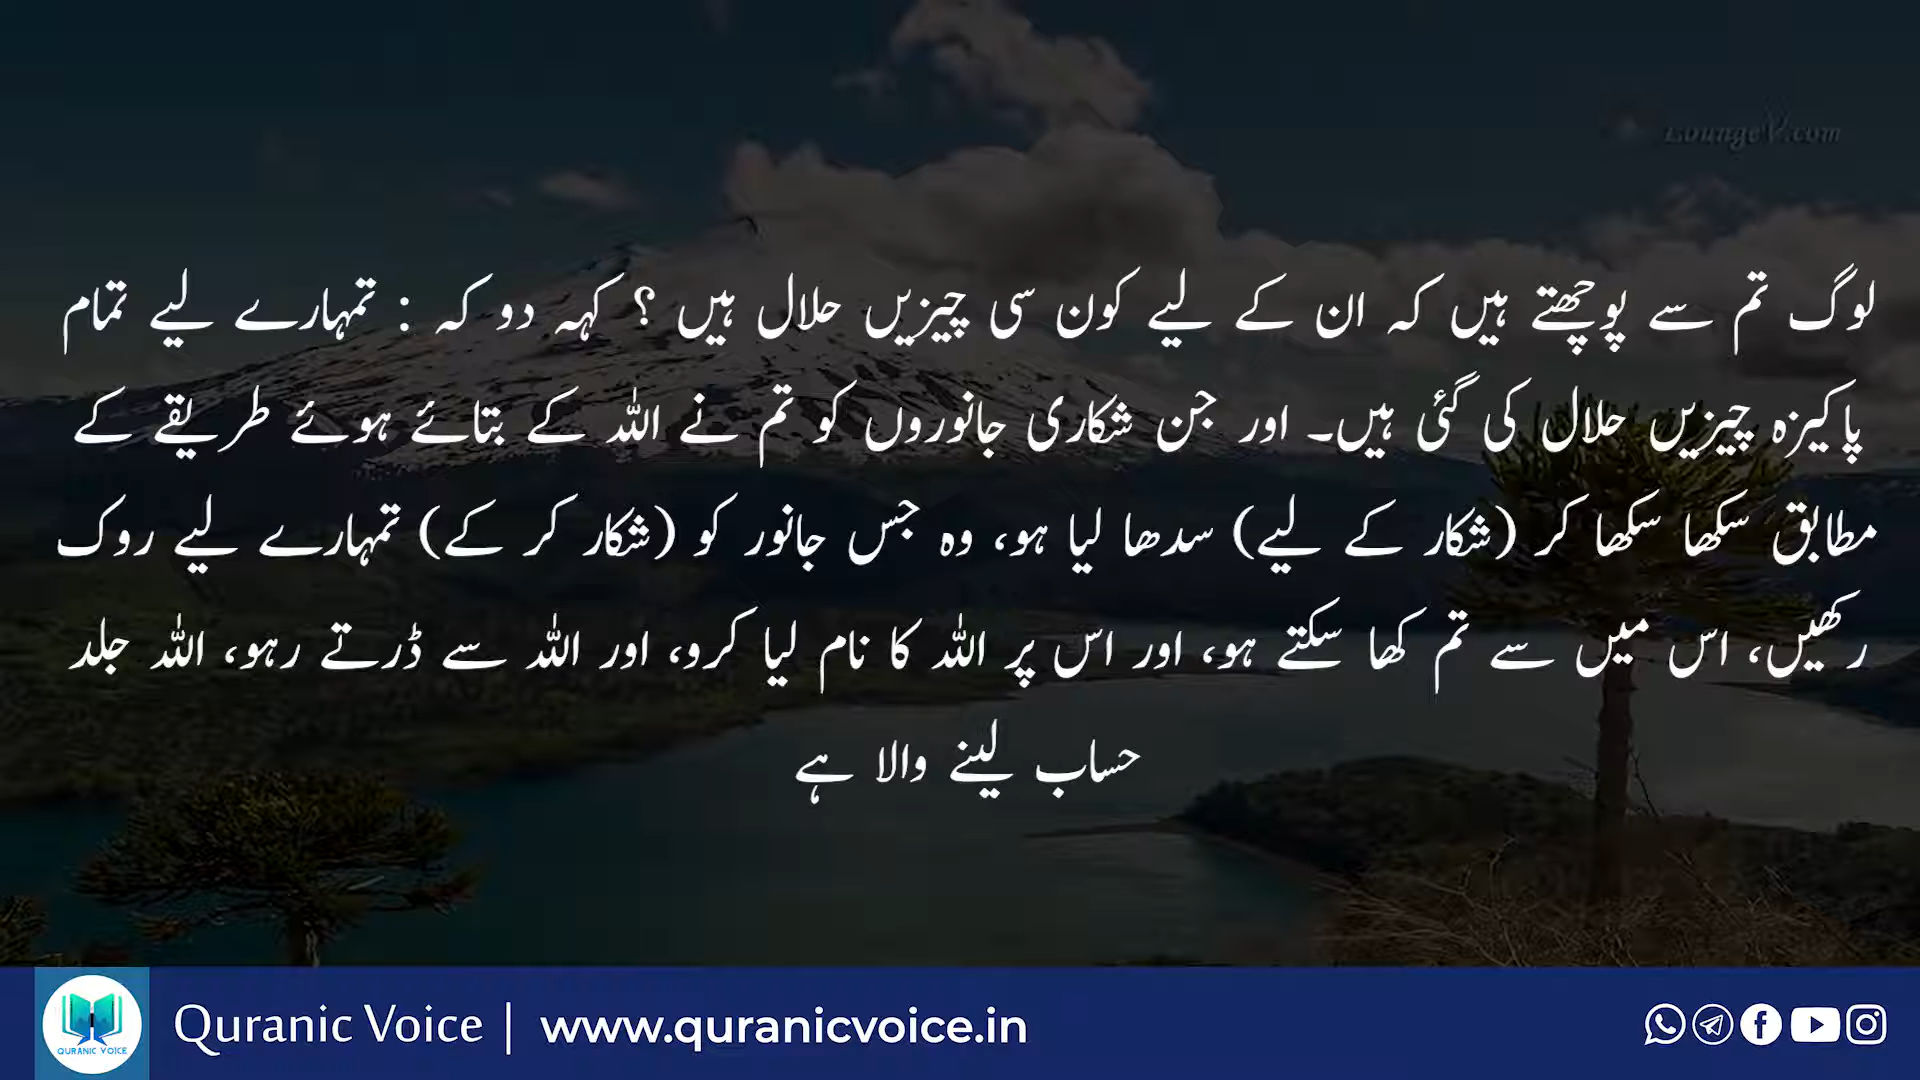 LoungeV.com
لوگ تم سے پوچھتے ہیں کہ ان کے لیے کون سی چیزیں حلال ہیں ؟ کہہ دو کہ : تمہارے لیے تمام
پاکیزہ چیزیں حلال کی گئی ہیں۔ اور جن شکاری جانوروں کو تم نے اللہ کے بتائے ہوئے طریقے کے
مطابق سکھا سکھا کر (شکار کے لیے) سدھا لیا ہو، وہ جس جانور کو (شکار کر کے) تمہارے لیے روک
رکھیں، اس میں سے تم کھا سکتے ہو، اور اس پر اللہ کا نام لیا کرو، اور اللہ سے ڈرتے رہو، اللہ جلد
حساب لینے والا ہے
QURANIC VOICE
Quranic Voice | www.quranicvoice.in